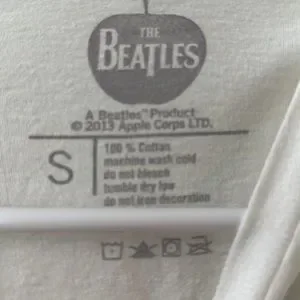 THE
BEATLES
A Beatles™ Product
© 2013 Apple Corps LTD.
S
100 % Cotton
machine wash cold
do not bleach
tumble dry low
do not iron decoration